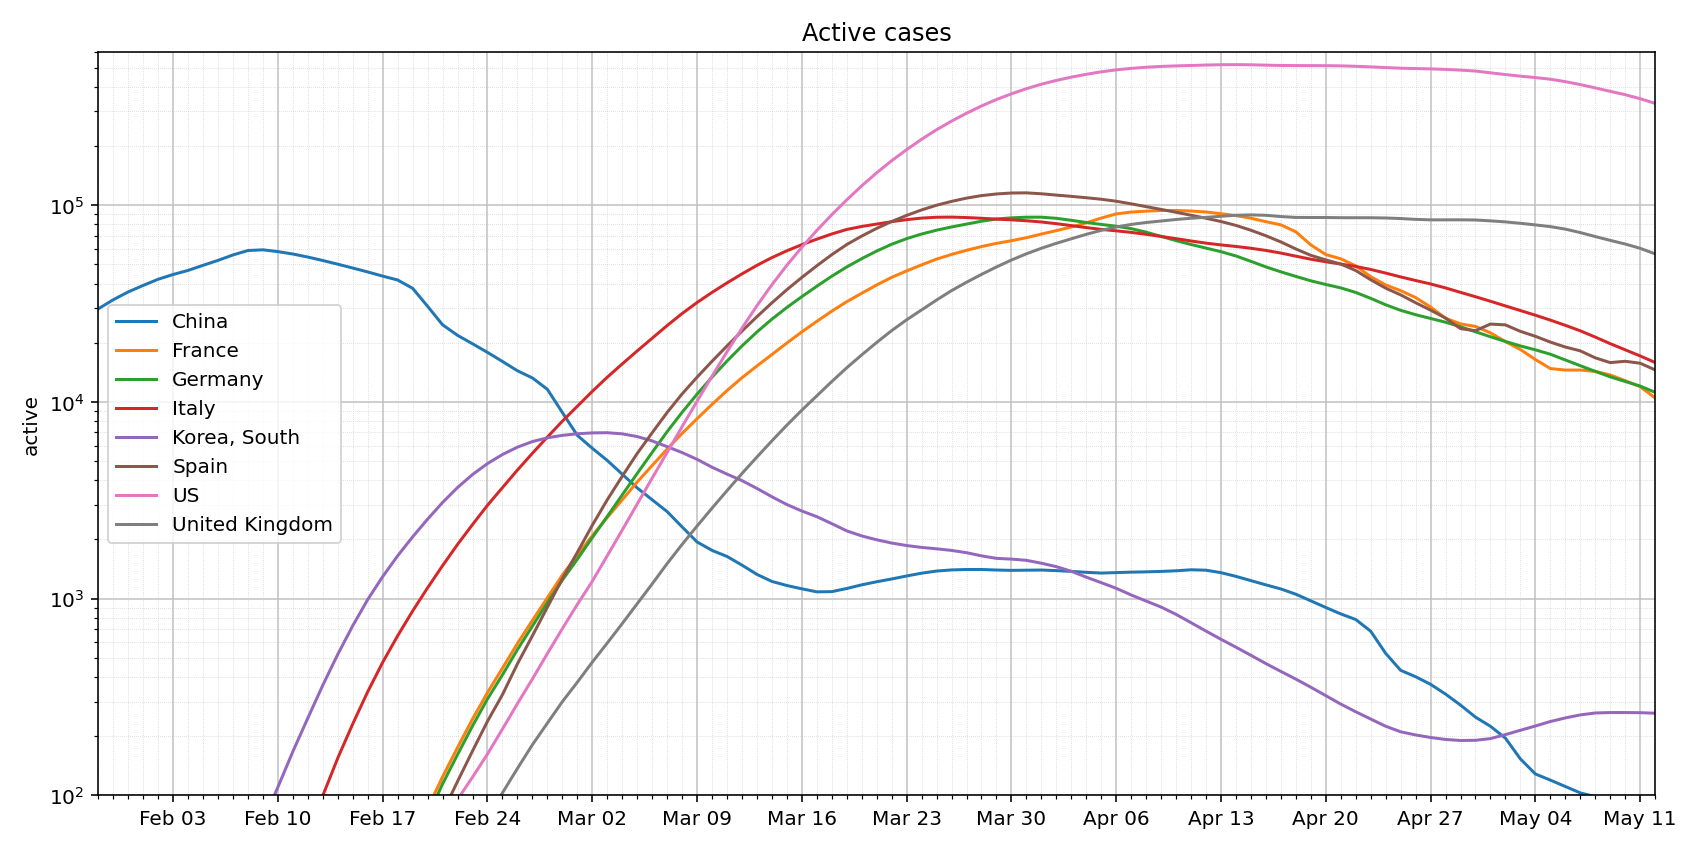 Active cases
active
10^5
10^4
10^3
10^2
China
France
Germany
Italy
Korea, South
Spain
US
United Kingdom
Feb 03 Feb 10 Feb 17 Feb 24 Mar 02 Mar 09 Mar 16 Mar 23 Mar 30 Apr 06 Apr 13 Apr 20 Apr 27 May 04 May 11